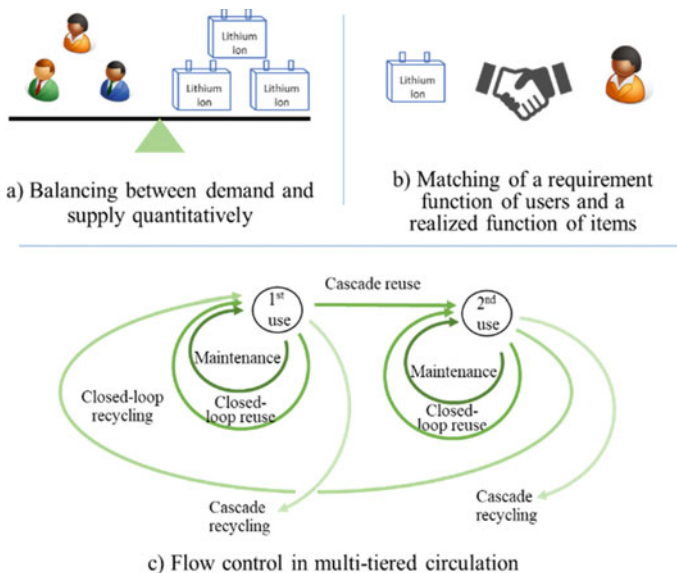 Lithium
Ion
Lithium
Ion
Lithium
Ion
a) Balancing between demand and
supply quantitatively
Lithium
Ion
b) Matching of a requirement
function of users and a
realized function of items
Cascade reuse
1st
use
2nd
use
Maintenance
Maintenance
Closed-loop
recycling
Closed-
loop reuse
Closed-
loop reuse
Cascade
recycling
Cascade
recycling
c) Flow control in multi-tiered circulation